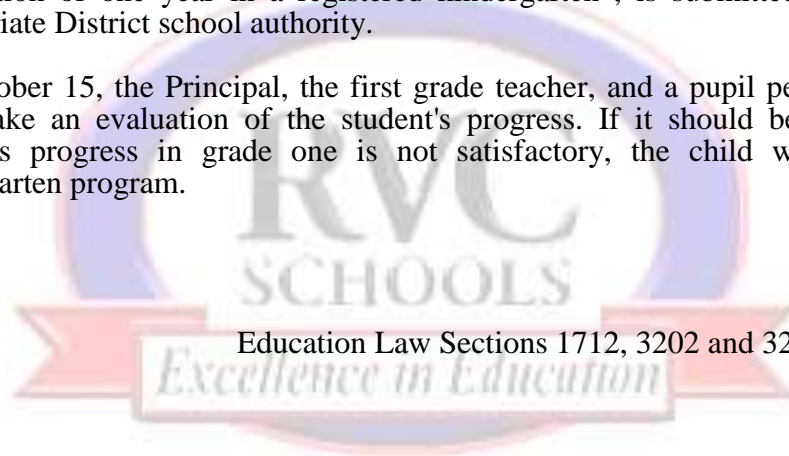 tion of one year in a registered kindergarten", is submitted
iate District school authority.
ober 15, the Principal, the first grade teacher, and a pupil pe
ake an evaluation of the student's progress. If it should be
s progress in grade one is not satisfactory, the child w
arten program.
RVC
SCHOOLS
Education Law Sections 1712, 3202 and 32
Excellence in Education